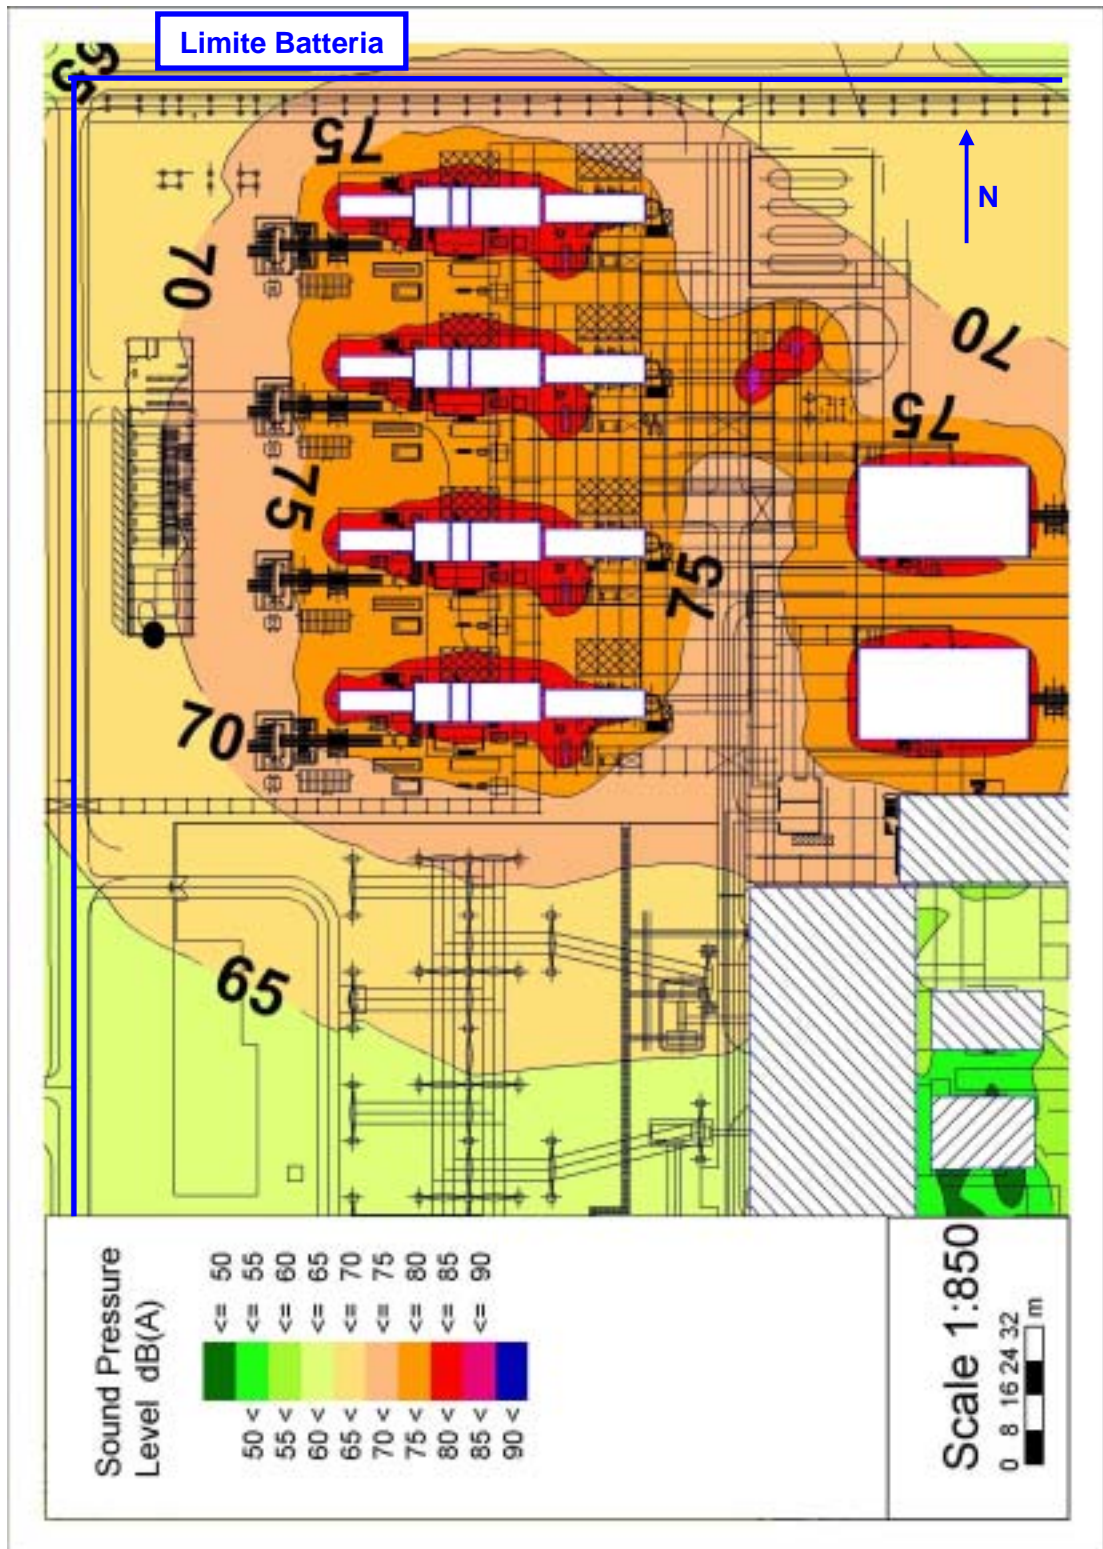 Limite Batteria
65
75
N
70
70
75
75
75
70
65
Sound Pressure
Level dB(A)
<= 50
50 < <= 55
55 < <= 60
60 < <= 65
65 < <= 70
70 < <= 75
75 < <= 80
80 < <= 85
85 < <= 90
90 <
Scale 1:850
0 8 16 24 32
m